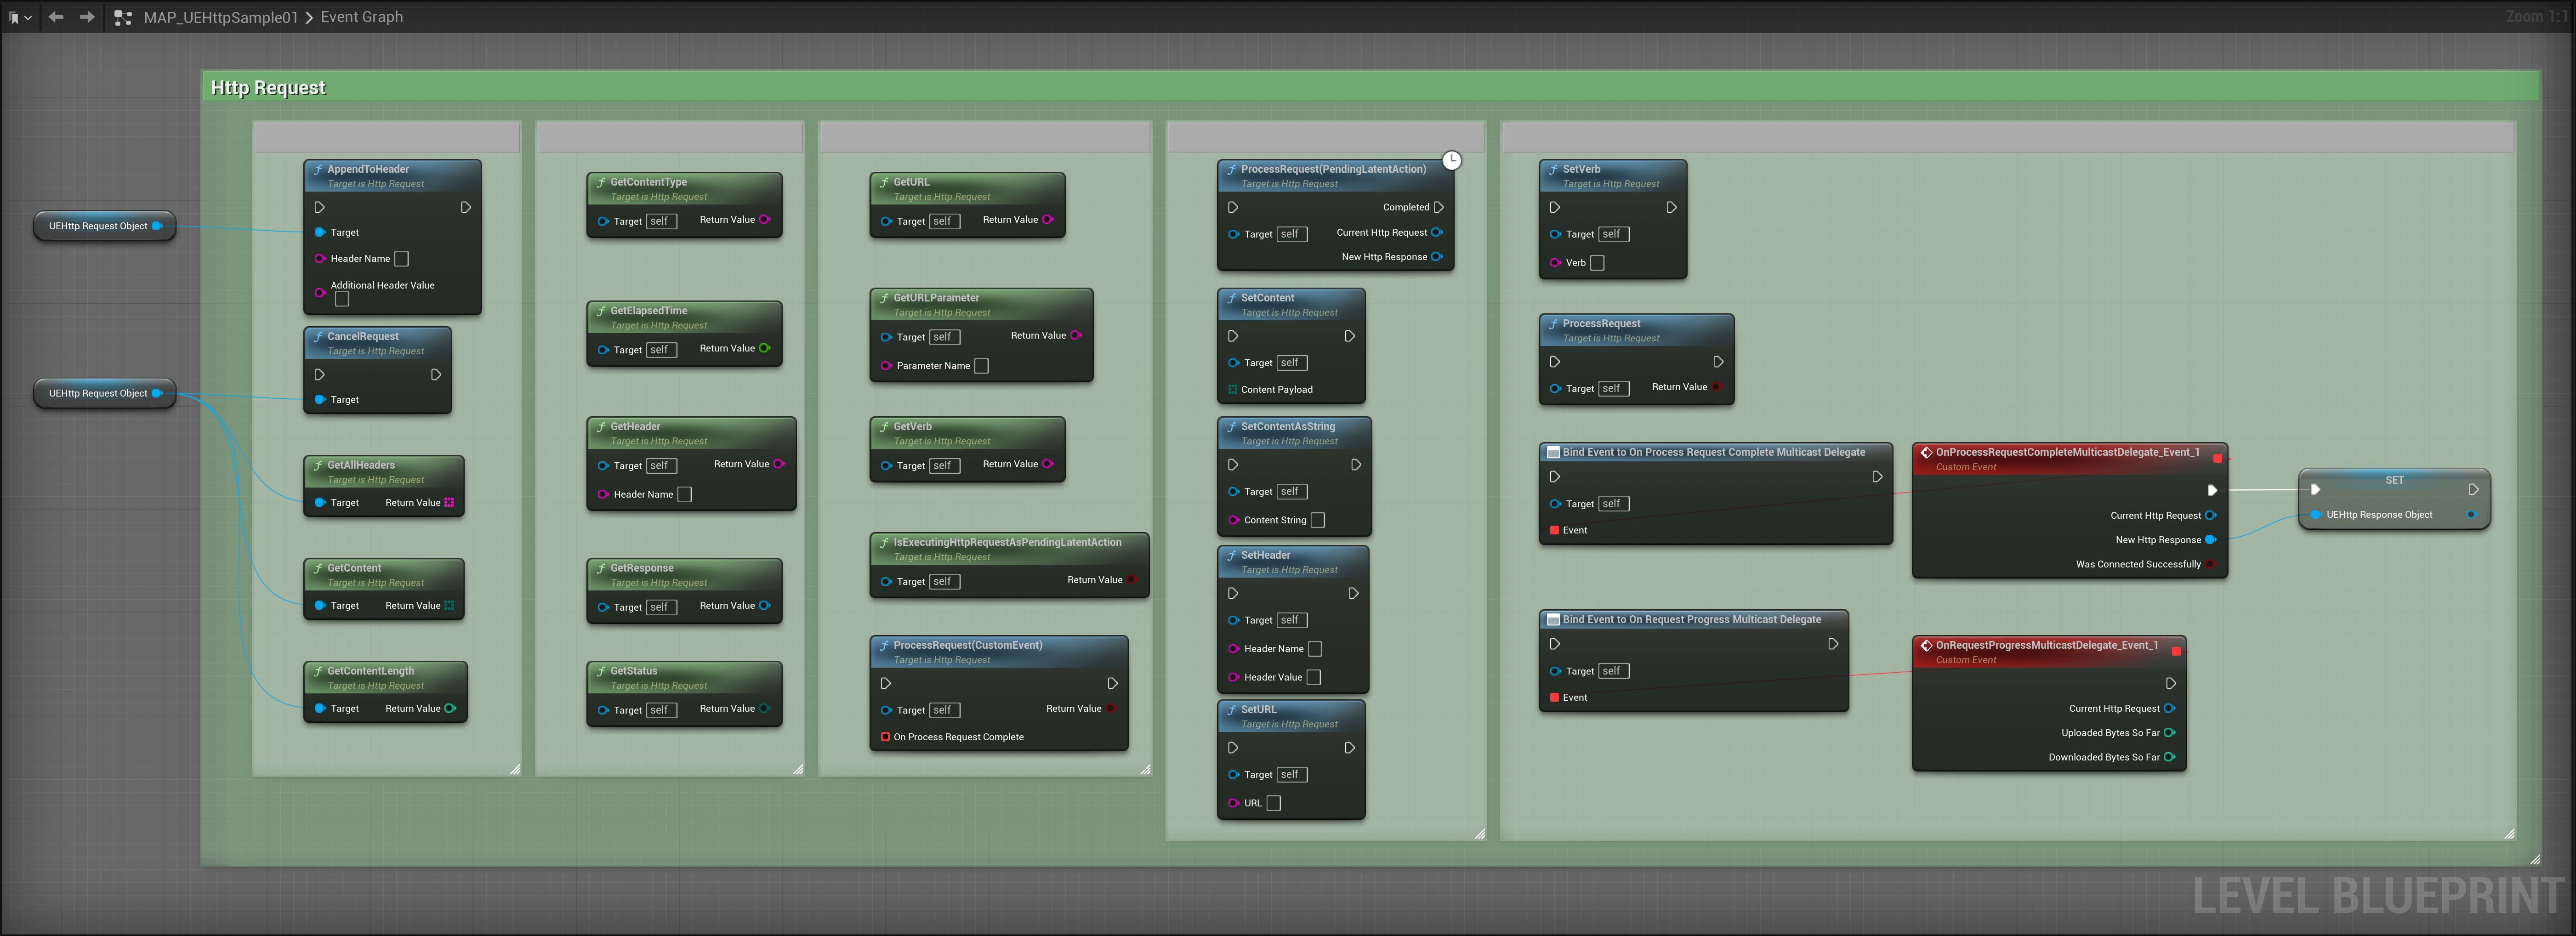 MAP_UEHttpSample01 > Event Graph
Zoom 1:1
Http Request
UEHttp Request Object
UEHttp Request Object
AppendToHeader
Target is Http Request
Target
Header Name
Additional Header Value
CancelRequest
Target is Http Request
Target
GetAllHeaders
Target is Http Request
Target Return Value
GetContent
Target is Http Request
Target Return Value
GetContentLength
Target is Http Request
Target Return Value
GetContentType
Target is Http Request
Target self Return Value
GetElapsedTime
Target is Http Request
Target self Return Value
GetHeader
Target is Http Request
Target self Return Value
Header Name
GetResponse
Target is Http Request
Target self Return Value
GetStatus
Target is Http Request
Target self Return Value
GetURL
Target is Http Request
Target self Return Value
GetURLParameter
Target is Http Request
Target self Return Value
Parameter Name
GetVerb
Target is Http Request
Target self Return Value
IsExecutingHttpRequestAsPendingLatentAction
Target is Http Request
Target self Return Value
ProcessRequest(CustomEvent)
Target is Http Request
Target self Return Value
On Process Request Complete
ProcessRequest(PendingLatentAction)
Target is Http Request
Completed
Target self Current Http Request
New Http Response
SetContent
Target is Http Request
Target self
Content Payload
SetContentAsString
Target is Http Request
Target self
Content String
SetHeader
Target is Http Request
Target self
Header Name
Header Value
SetURL
Target is Http Request
Target self
URL
SetVerb
Target is Http Request
Target self
Verb
ProcessRequest
Target is Http Request
Target self Return Value
Bind Event to On Process Request Complete Multicast Delegate
Target self
Event
OnProcessRequestCompleteMulticastDelegate_Event_1
Custom Event
Current Http Request
New Http Response
Was Connected Successfully
SET
UEHttp Response Object
Bind Event to On Request Progress Multicast Delegate
Target self
Event
OnRequestProgressMulticastDelegate_Event_1
Custom Event
Current Http Request
Uploaded Bytes So Far
Downloaded Bytes So Far
LEVEL BLUEPRINT